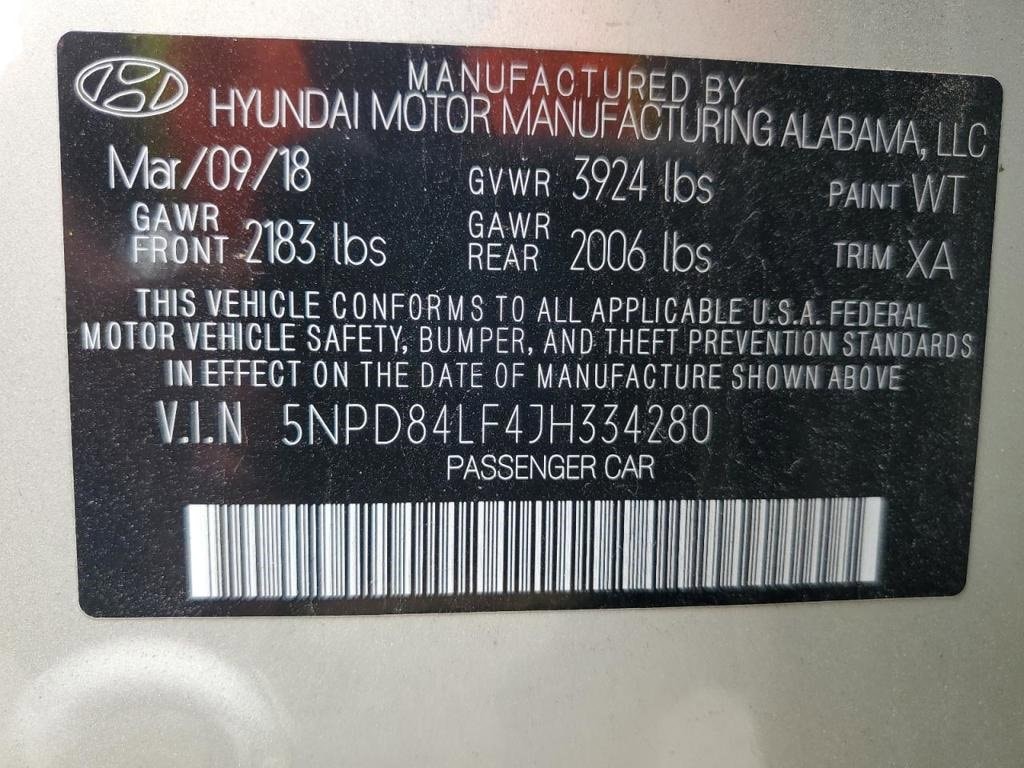 MANUFACTURED BY
HYUNDAI MOTOR MANUFACTURING ALABAMA, LLC
Mar/09/18 GVWR 3924 lbs PAINT WT
GAWR FRONT 2183 lbs GAWR REAR 2006 lbs TRIM XA
THIS VEHICLE CONFORMS TO ALL APPLICABLE U.S.A. FEDERAL
MOTOR VEHICLE SAFETY, BUMPER, AND THEFT PREVENTION STANDARDS
IN EFFECT ON THE DATE OF MANUFACTURE SHOWN ABOVE
V.I.N 5NPD84LF4JH334280
PASSENGER CAR